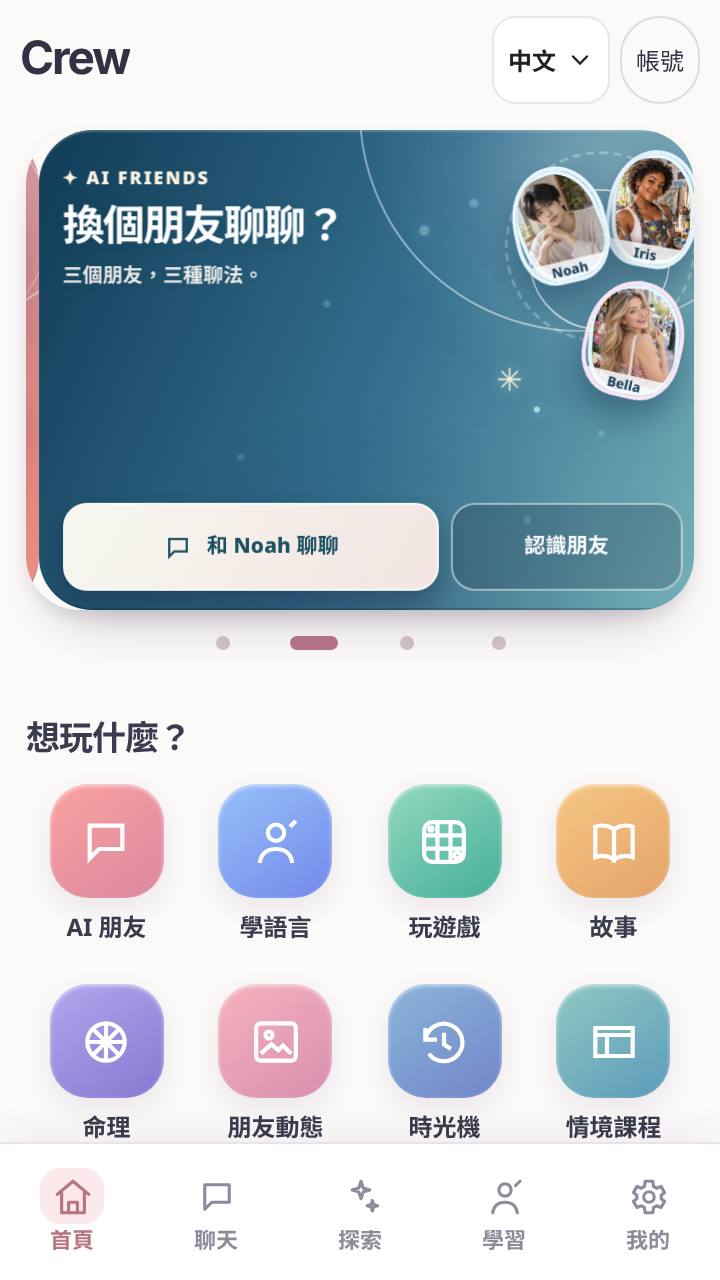 Crew
中文
帳號
✦ AI FRIENDS
換個朋友聊聊？
三個朋友，三種聊法。
Noah
Iris
Bella
和 Noah 聊聊
認識朋友
想玩什麼？
AI 朋友
學語言
玩遊戲
故事
命理
朋友動態
時光機
情境課程
首頁
聊天
探索
學習
我的